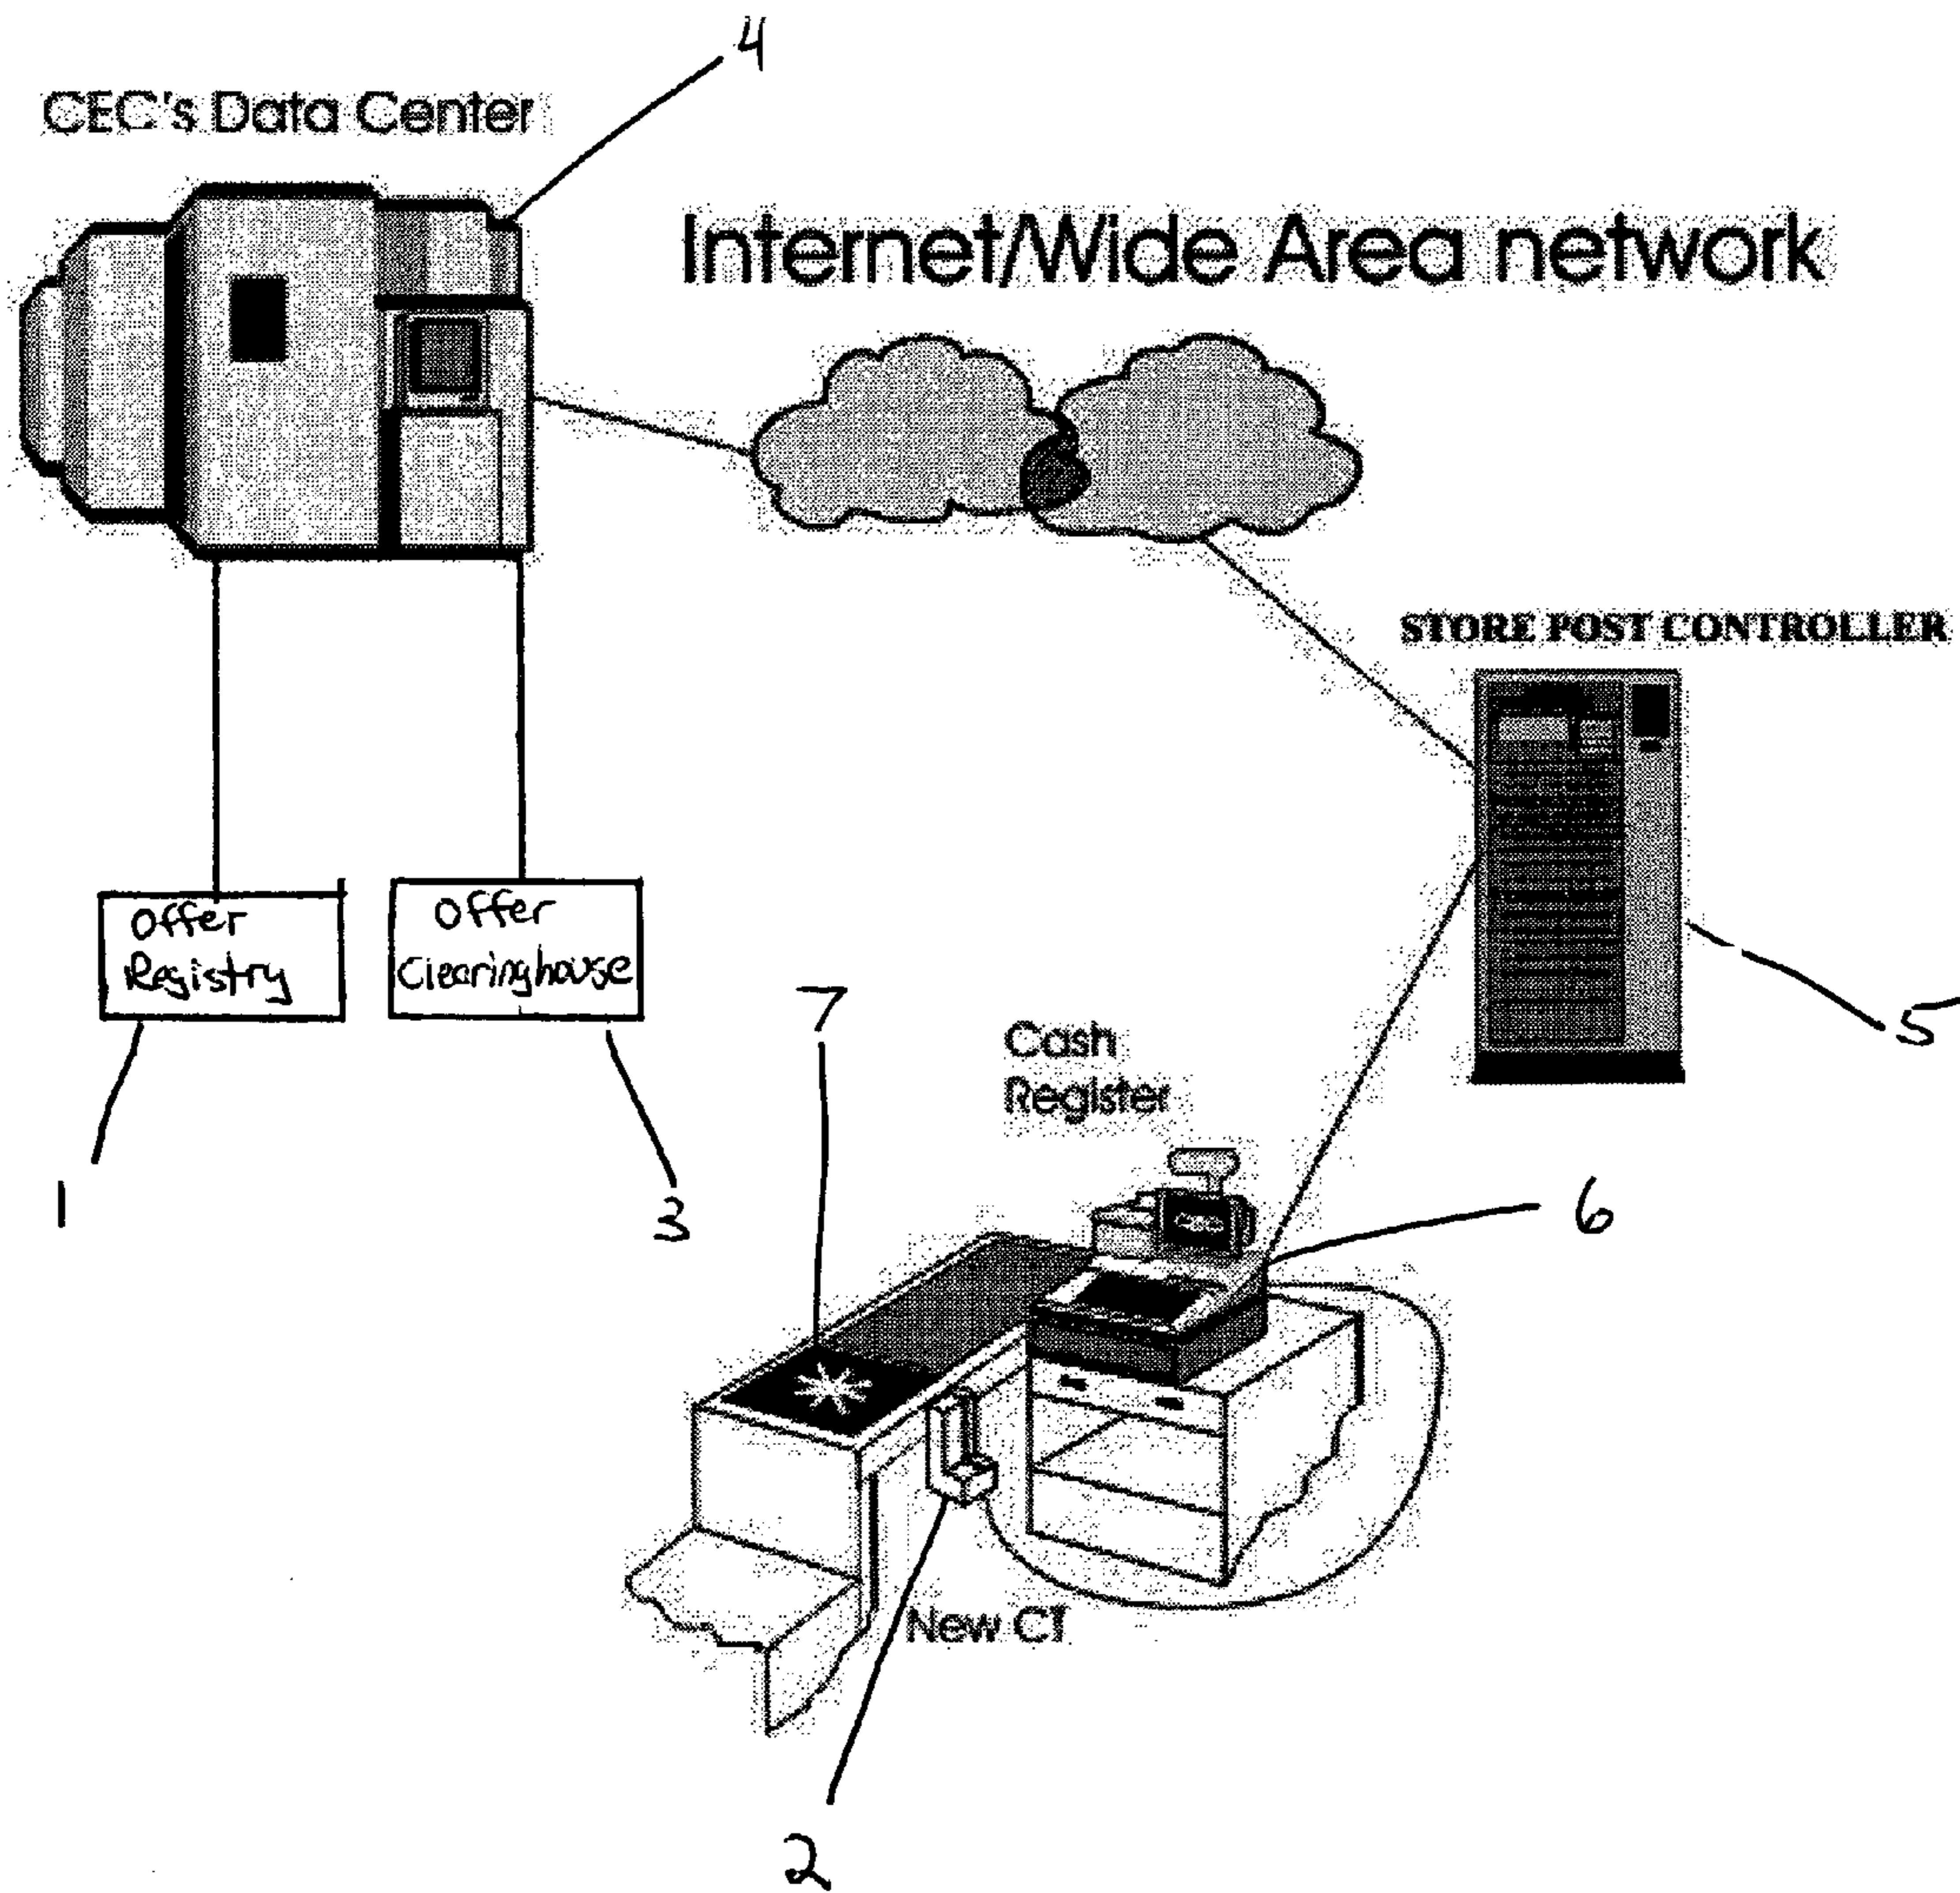 4
CEC's Data Center
Internet/Wide Area network
STORE POST CONTROLLER
Offer
Registry
Offer
Clearinghouse
7
Cash
Register
5
1
3
6
New CT
2